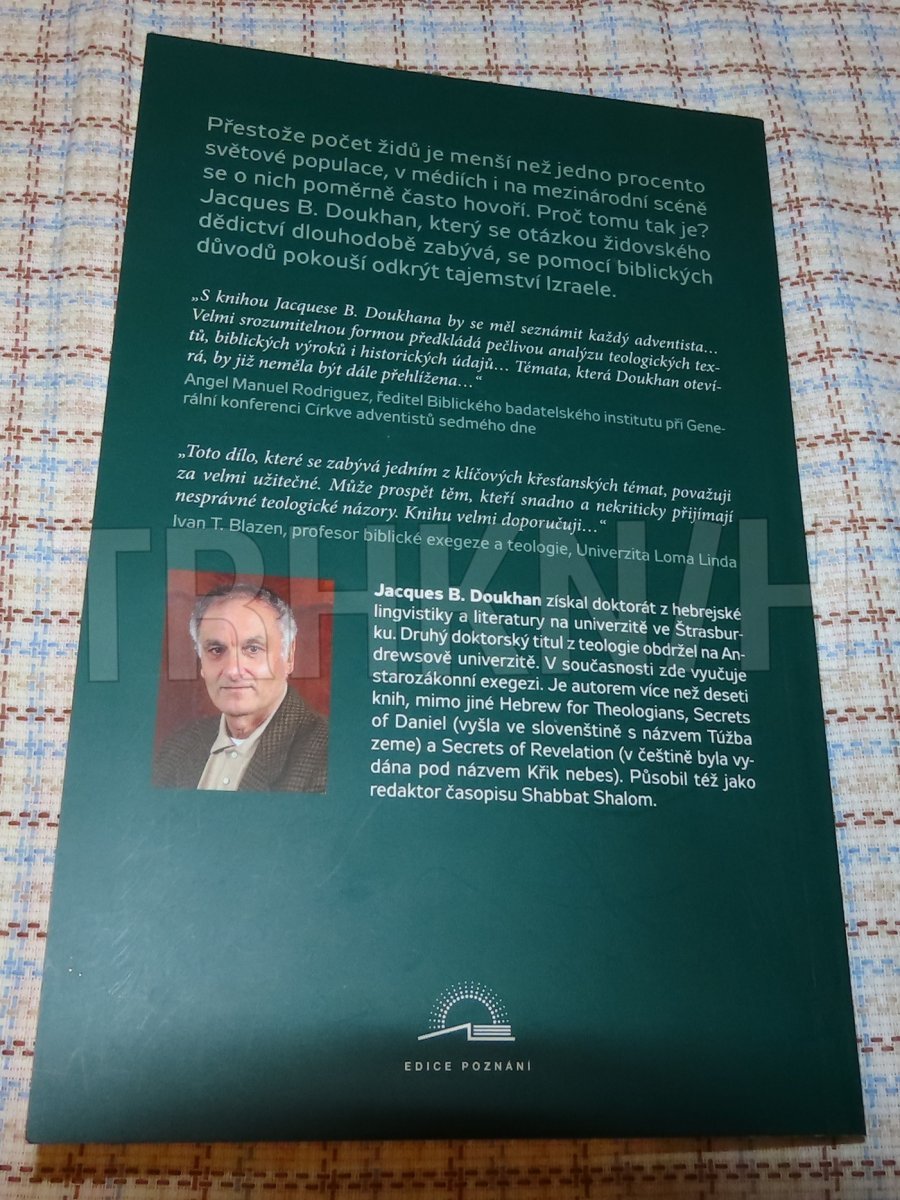 Přestože počet židů je menší než jedno procento
světové populace, v médiích i na mezinárodní scéně
se o nich poměrně často hovoří. Proč tomu tak je?
Jacques B. Doukhan, který se otázkou židovského
dědictví dlouhodobě zabývá, se pomocí biblických
důvodů pokouší odkrýt tajemství Izraele.
„S knihou Jacquese B. Doukhana by se měl seznámit každý adventista…
Velmi srozumitelnou formou předkládá pečlivou analýzu teologických tex-
tů, biblických výroků i historických údajů… Témata, která Doukhan oteví-
rá, by již neměla být dále přehlížena…“
Angel Manuel Rodriguez, ředitel Biblického badatelského institutu při Gene-
rální konferenci Církve adventistů sedmého dne
„Toto dílo, které se zabývá jedním z klíčových křesťanských témat, považuji
za velmi užitečné. Může prospět těm, kteří snadno a nekriticky přijímají
nesprávné teologické názory. Knihu velmi doporučuji…“
Ivan T. Blazen, profesor biblické exegeze a teologie, Univerzita Loma Linda
TRHKNIH
Jacques B. Doukhan získal doktorát z hebrejské
lingvistiky a literatury na univerzitě ve Štrasbur-
ku. Druhý doktorský titul z teologie obdržel na An-
drewsově univerzitě. V současnosti zde vyučuje
starozákonní exegezi. Je autorem více než deseti
knih, mimo jiné Hebrew for Theologians, Secrets
of Daniel (vyšla ve slovenštině s názvem Túžba
zeme) a Secrets of Revelation (v češtině byla vy-
dána pod názvem Křik nebes). Působil též jako
redaktor časopisu Shabbat Shalom.
EDICE POZNÁNÍ